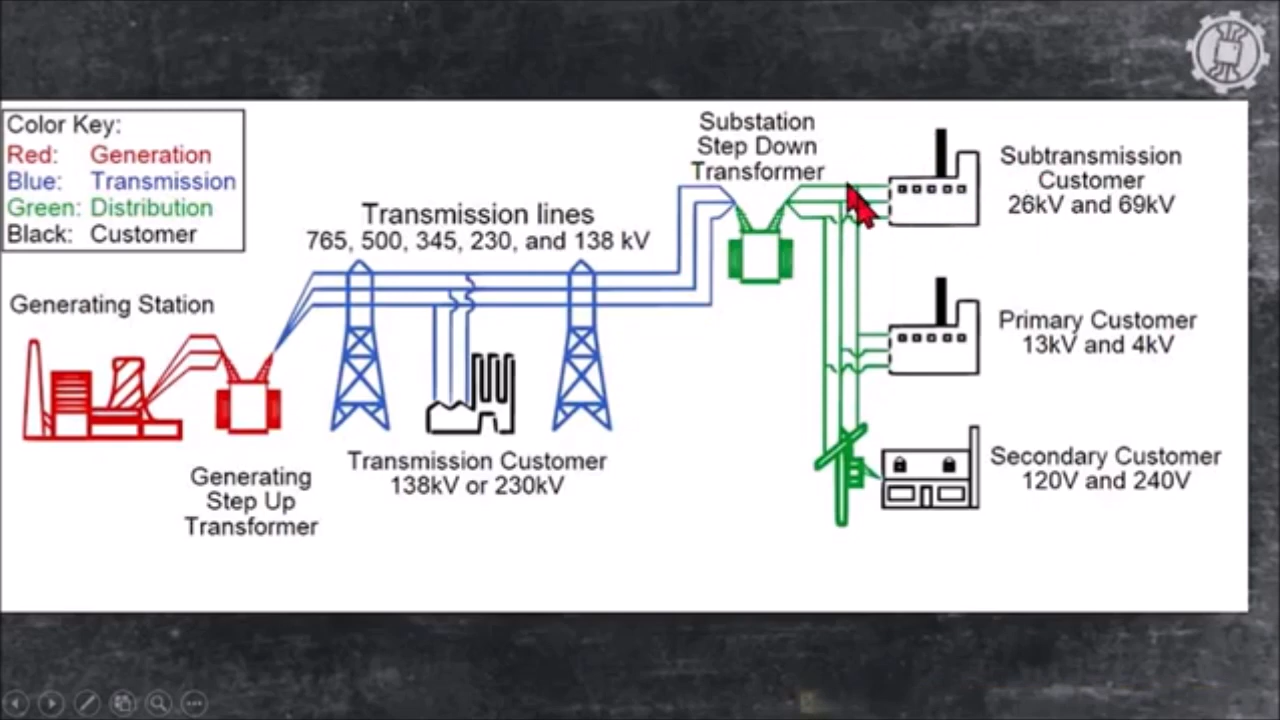 Color Key:
Red: Generation
Blue: Transmission
Green: Distribution
Black: Customer
Generating Station
Generating
Step Up
Transformer
Transmission lines
765, 500, 345, 230, and 138 kV
Transmission Customer
138kV or 230kV
Substation
Step Down
Transformer
Subtransmission
Customer
26kV and 69kV
Primary Customer
13kV and 4kV
Secondary Customer
120V and 240V